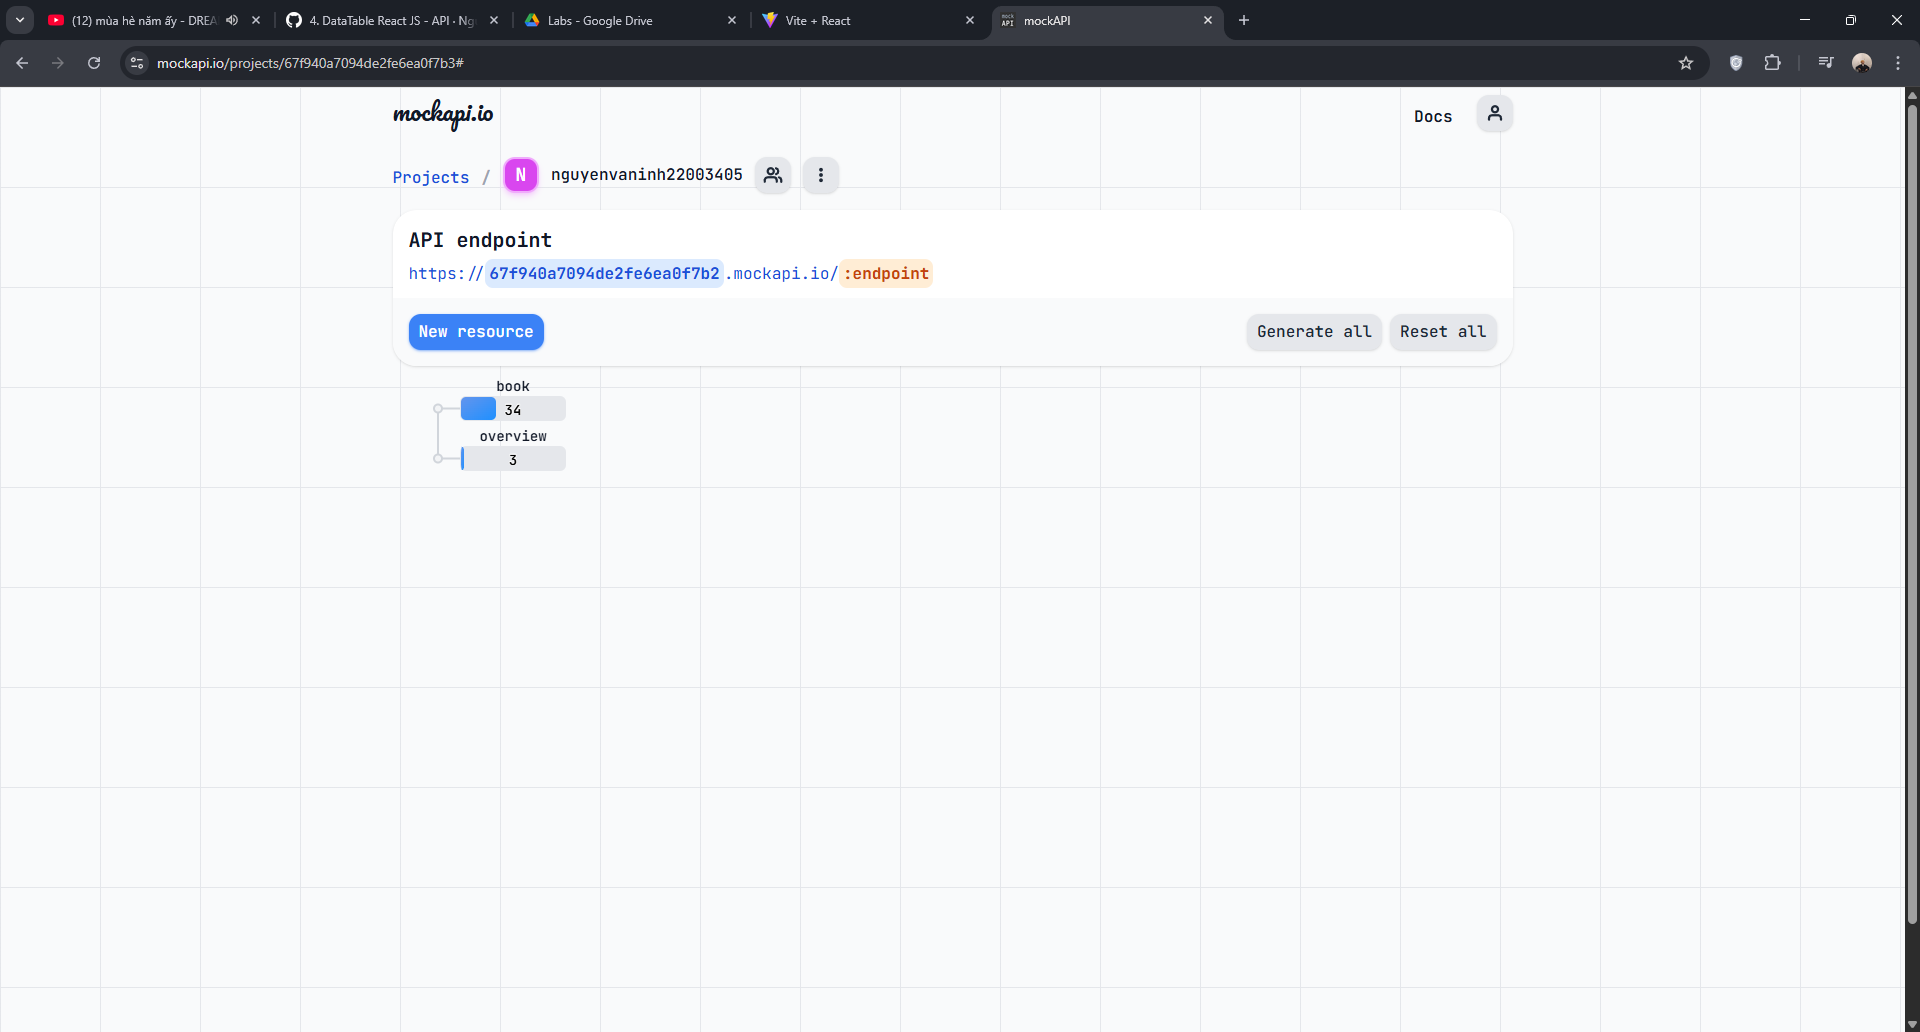 (12) mùa hè năm ấy - DREA
4. DataTable React JS - API · Ng
Labs - Google Drive
Vite + React
mock API
mockAPI
mockapi.io/projects/67f940a7094de2fe6ea0f7b3#
mockapi.io
Docs
Projects / N nguyenvaninh22003405
API endpoint
https://67f940a7094de2fe6ea0f7b2.mockapi.io/:endpoint
New resource
Generate all
Reset all
book
34
overview
3